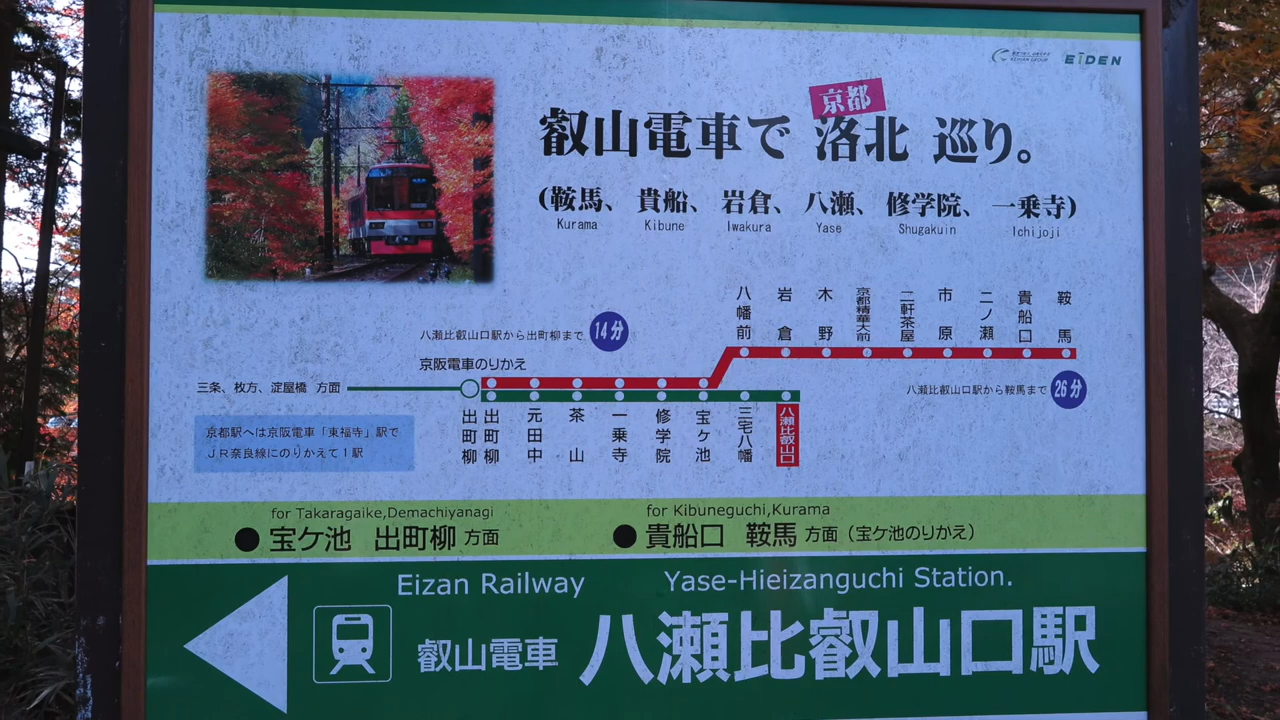 EIZAN GROUP EIDEN
京都
叡山電車で 洛北 巡り。
(鞍馬、 貴船、 岩倉、 八瀬、 修学院、 一乗寺)
Kurama Kibune Iwakura Yase Shugakuin Ichijoji
八幡前 岩倉 木野 京都精華大前 二軒茶屋 市原 二ノ瀬 貴船口 鞍馬
八瀬比叡山口駅から出町柳まで 14分
京阪電車のりかえ
三条、枚方、淀屋橋 方面
八瀬比叡山口駅から鞍馬まで 26分
出町柳 出町柳 元田中 茶山 一乗寺 修学院 宝ケ池 三宅八幡 八瀬比叡山口
京都駅へは京阪電車「東福寺」駅で
JR奈良線にのりかえて1駅
for Takaragaike,Demachiyanagi for Kibuneguchi,Kurama
●宝ケ池 出町柳 方面 ●貴船口 鞍馬 方面(宝ケ池のりかえ)
Eizan Railway Yase-Hieizanguchi Station.
叡山電車 八瀬比叡山口駅